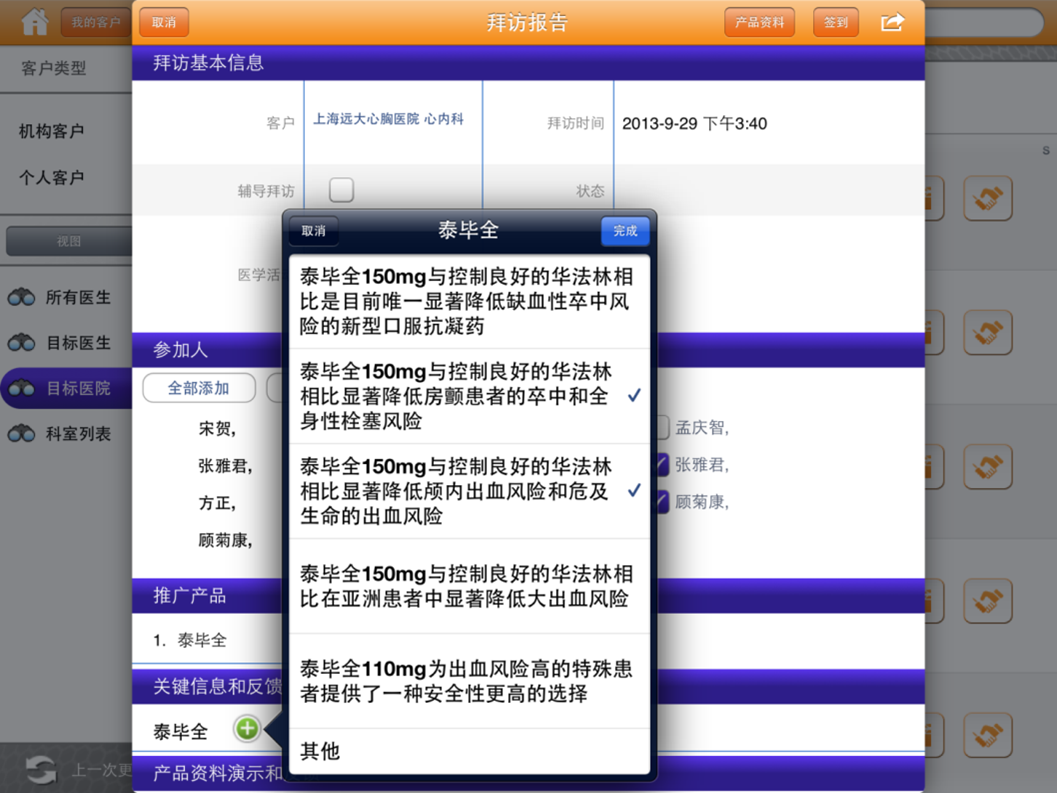 我的客户
取消
拜访报告
产品资料
签到
客户类型
拜访基本信息
机构客户
个人客户
客户
上海远大心胸医院 心内科
拜访时间
2013-9-29 下午3:40
S
辅导拜访
状态
视图
所有医生
目标医生
目标医院
科室列表
医学活
取消
泰毕全
完成
泰毕全150mg与控制良好的华法林相
比是目前唯一显著降低缺血性卒中风
险的新型口服抗凝药
泰毕全150mg与控制良好的华法林
相比显著降低房颤患者的卒中和全
身性栓塞风险
泰毕全150mg与控制良好的华法林
相比显著降低颅内出血风险和危及
生命的出血风险
泰毕全150mg与控制良好的华法林相
比在亚洲患者中显著降低大出血风险
泰毕全110mg为出血风险高的特殊患
者提供了一种安全性更高的选择
其他
参加人
全部添加
宋贺,
孟庆智,
张雅君,
张雅君,
方正,
顾菊康,
顾菊康,
推广产品
1. 泰毕全
关键信息和反馈
泰毕全
上一次更
产品资料演示和